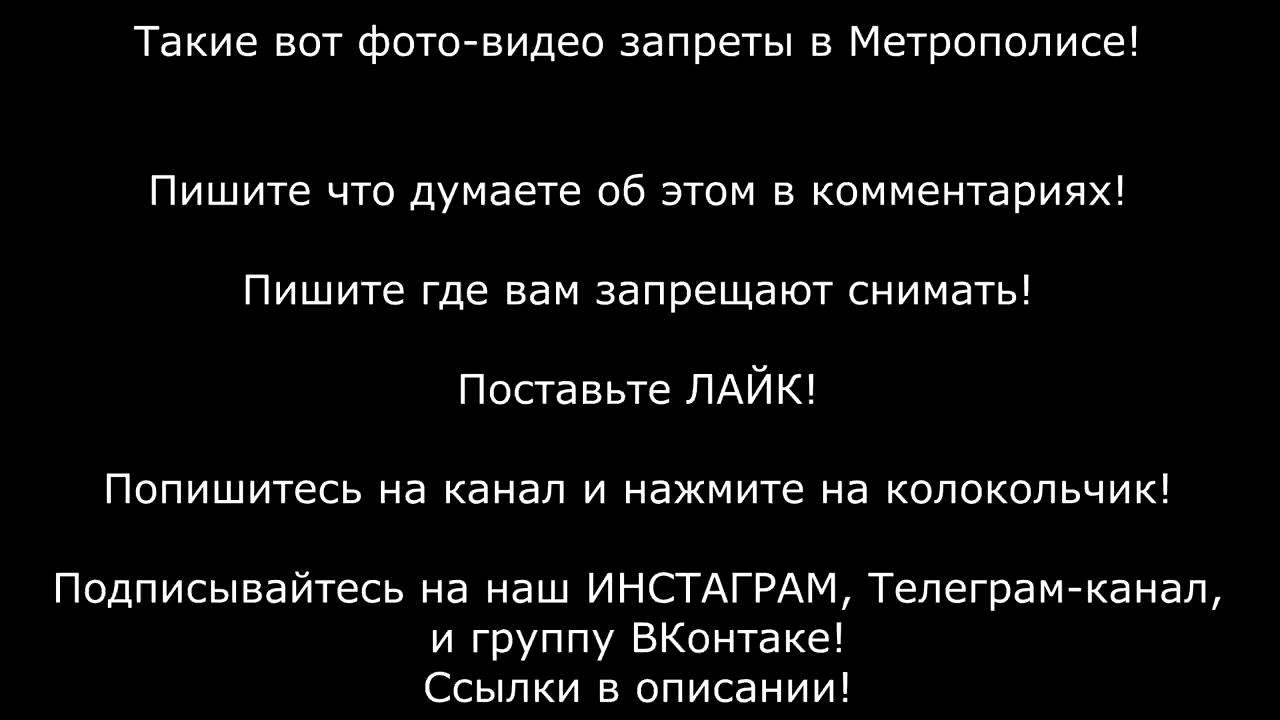 Такие вот фото-видео запреты в Метрополисе!
Пишите что думаете об этом в комментариях!
Пишите где вам запрещают снимать!
Поставьте ЛАЙК!
Попишитесь на канал и нажмите на колокольчик!
Подписывайтесь на наш ИНСТАГРАМ, Телеграм-канал,
и группу ВКонтаке!
Ссылки в описании!